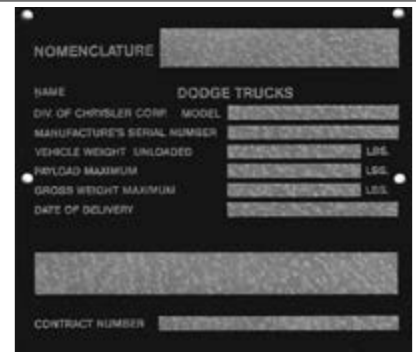 NOMENCLATURE
NAME DODGE TRUCKS
DIV. OF CHRYSLER CORP. MODEL
MANUFACTURE'S SERIAL NUMBER
VEHICLE WEIGHT UNLOADED LBS.
PAYLOAD MAXIMUM LBS.
GROSS WEIGHT MAXIMUM LBS.
DATE OF DELIVERY
CONTRACT NUMBER